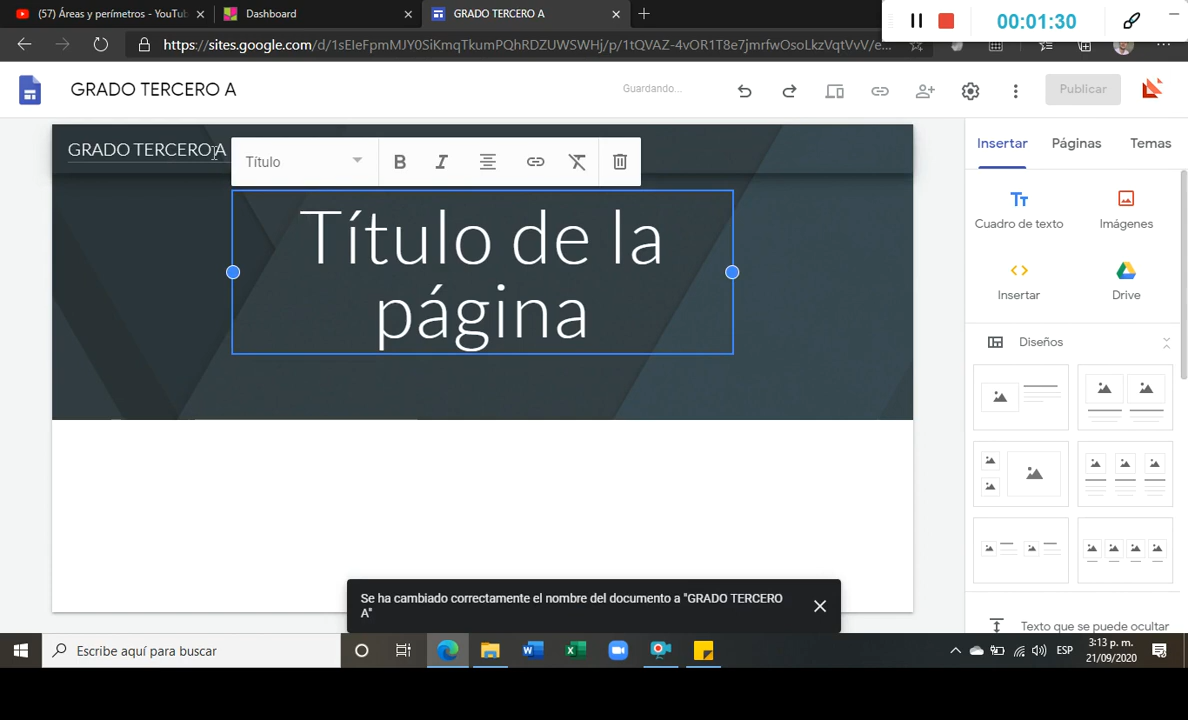 (57) Áreas y perímetros - YouTu
Dashboard
GRADO TERCERO A
00:01:30
https://sites.google.com/d/1sEIeFpmMJY0SiKmqTkumPQhRDZUWSWHj/p/1tQVAZ-4vOR1T8e7jmrfwOsoLkzVqtVvV/e...
GRADO TERCERO A
Guardando...
Publicar
GRADO TERCERO A
Título
Insertar
Páginas
Temas
Título de la
página
Cuadro de texto
Imágenes
Insertar
Drive
Diseños
Se ha cambiado correctamente el nombre del documento a "GRADO TERCERO
A"
Texto que se puede ocultar
Escribe aquí para buscar
ESP
3:13 p. m.
21/09/2020